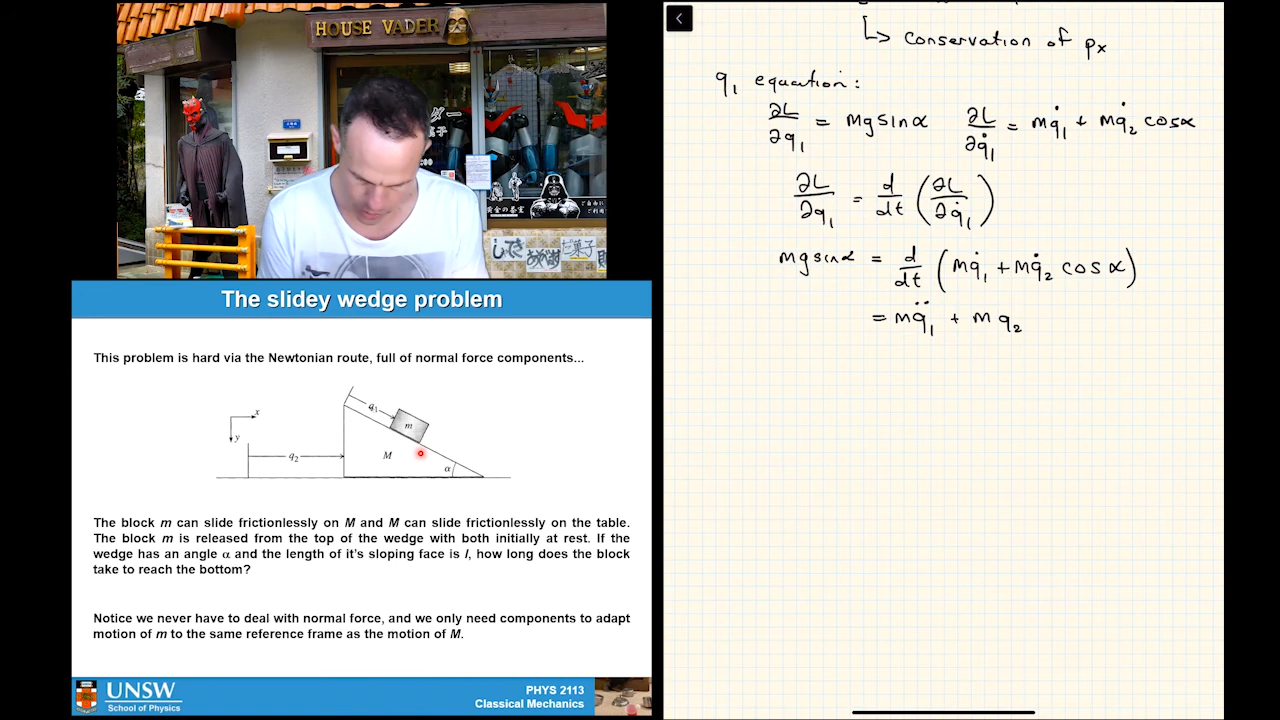 HOUSE VADER
The slidey wedge problem
This problem is hard via the Newtonian route, full of normal force components...
x
y
q₁
m
q₂
M
α
The block m can slide frictionlessly on M and M can slide frictionlessly on the table.
The block m is released from the top of the wedge with both initially at rest. If the
wedge has an angle α and the length of it's sloping face is l, how long does the block
take to reach the bottom?
Notice we never have to deal with normal force, and we only need components to adapt
motion of m to the same reference frame as the motion of M.
UNSW
School of Physics
PHYS 2113
Classical Mechanics
↳ conservation of px
q₁ equation:
∂L/∂q₁ = mg sinα ∂L/∂q̇₁ = mq̇₁ + mq̇₂ cosα
∂L/∂q₁ = d/dt (∂L/∂q̇₁)
mg sinα = d/dt (mq̇₁ + mq̇₂ cosα)
= mq̈₁ + m q₂